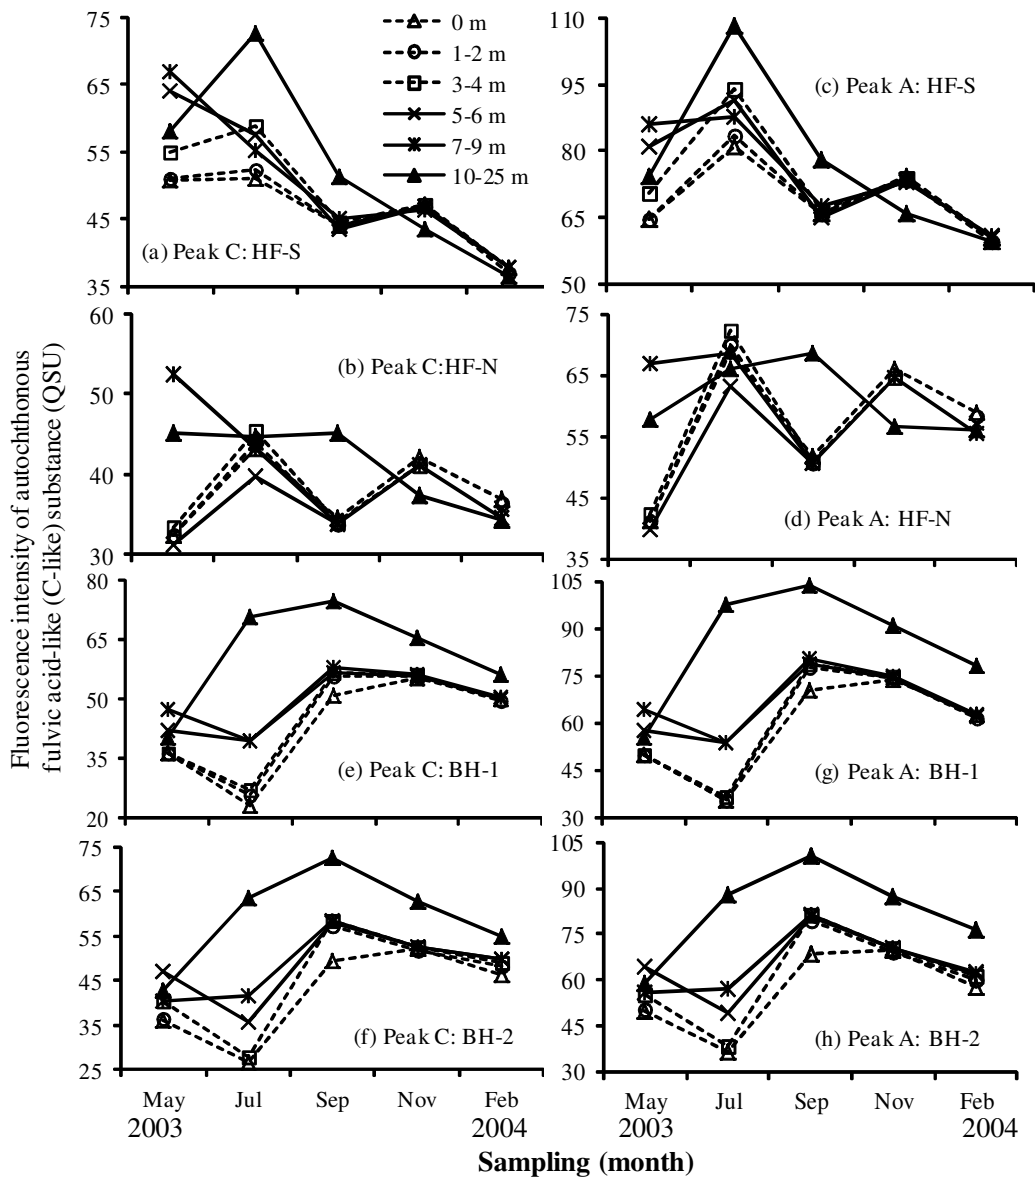 Fluorescence intensity of autochthonous
fulvic acid-like (C-like) substance (QSU)
75
65
55
45
35
0 m
1-2 m
3-4 m
5-6 m
7-9 m
10-25 m
(a) Peak C: HF-S
110
95
80
65
50
(c) Peak A: HF-S
60
50
40
30
(b) Peak C:HF-N
75
65
55
45
35
(d) Peak A: HF-N
80
65
50
35
20
(e) Peak C: BH-1
105
90
75
60
45
30
(g) Peak A: BH-1
75
65
55
45
35
25
(f) Peak C: BH-2
105
90
75
60
45
30
(h) Peak A: BH-2
May Jul Sep Nov Feb
2003 2004
May Jul Sep Nov Feb
2003 2004
Sampling (month)